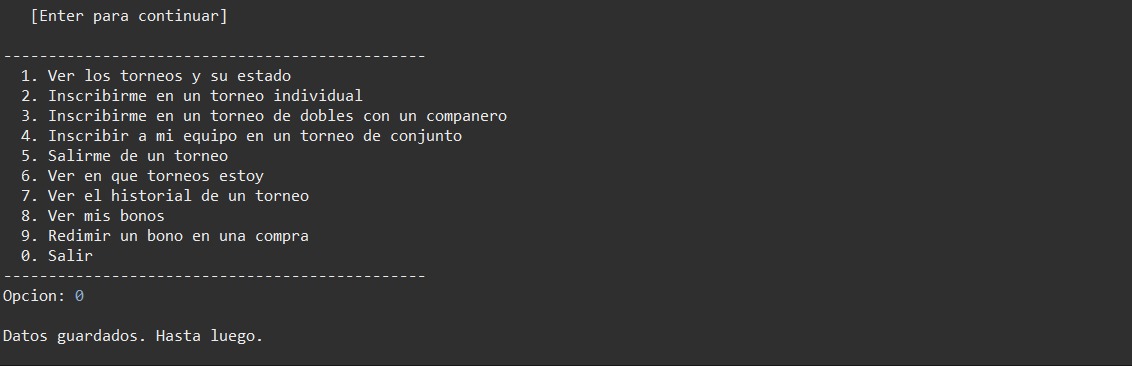 [Enter para continuar]
-----------------------------------------------
1. Ver los torneos y su estado
2. Inscribirme en un torneo individual
3. Inscribirme en un torneo de dobles con un companero
4. Inscribir a mi equipo en un torneo de conjunto
5. Salirme de un torneo
6. Ver en que torneos estoy
7. Ver el historial de un torneo
8. Ver mis bonos
9. Redimir un bono en una compra
0. Salir
-----------------------------------------------
Opcion: 0
Datos guardados. Hasta luego.